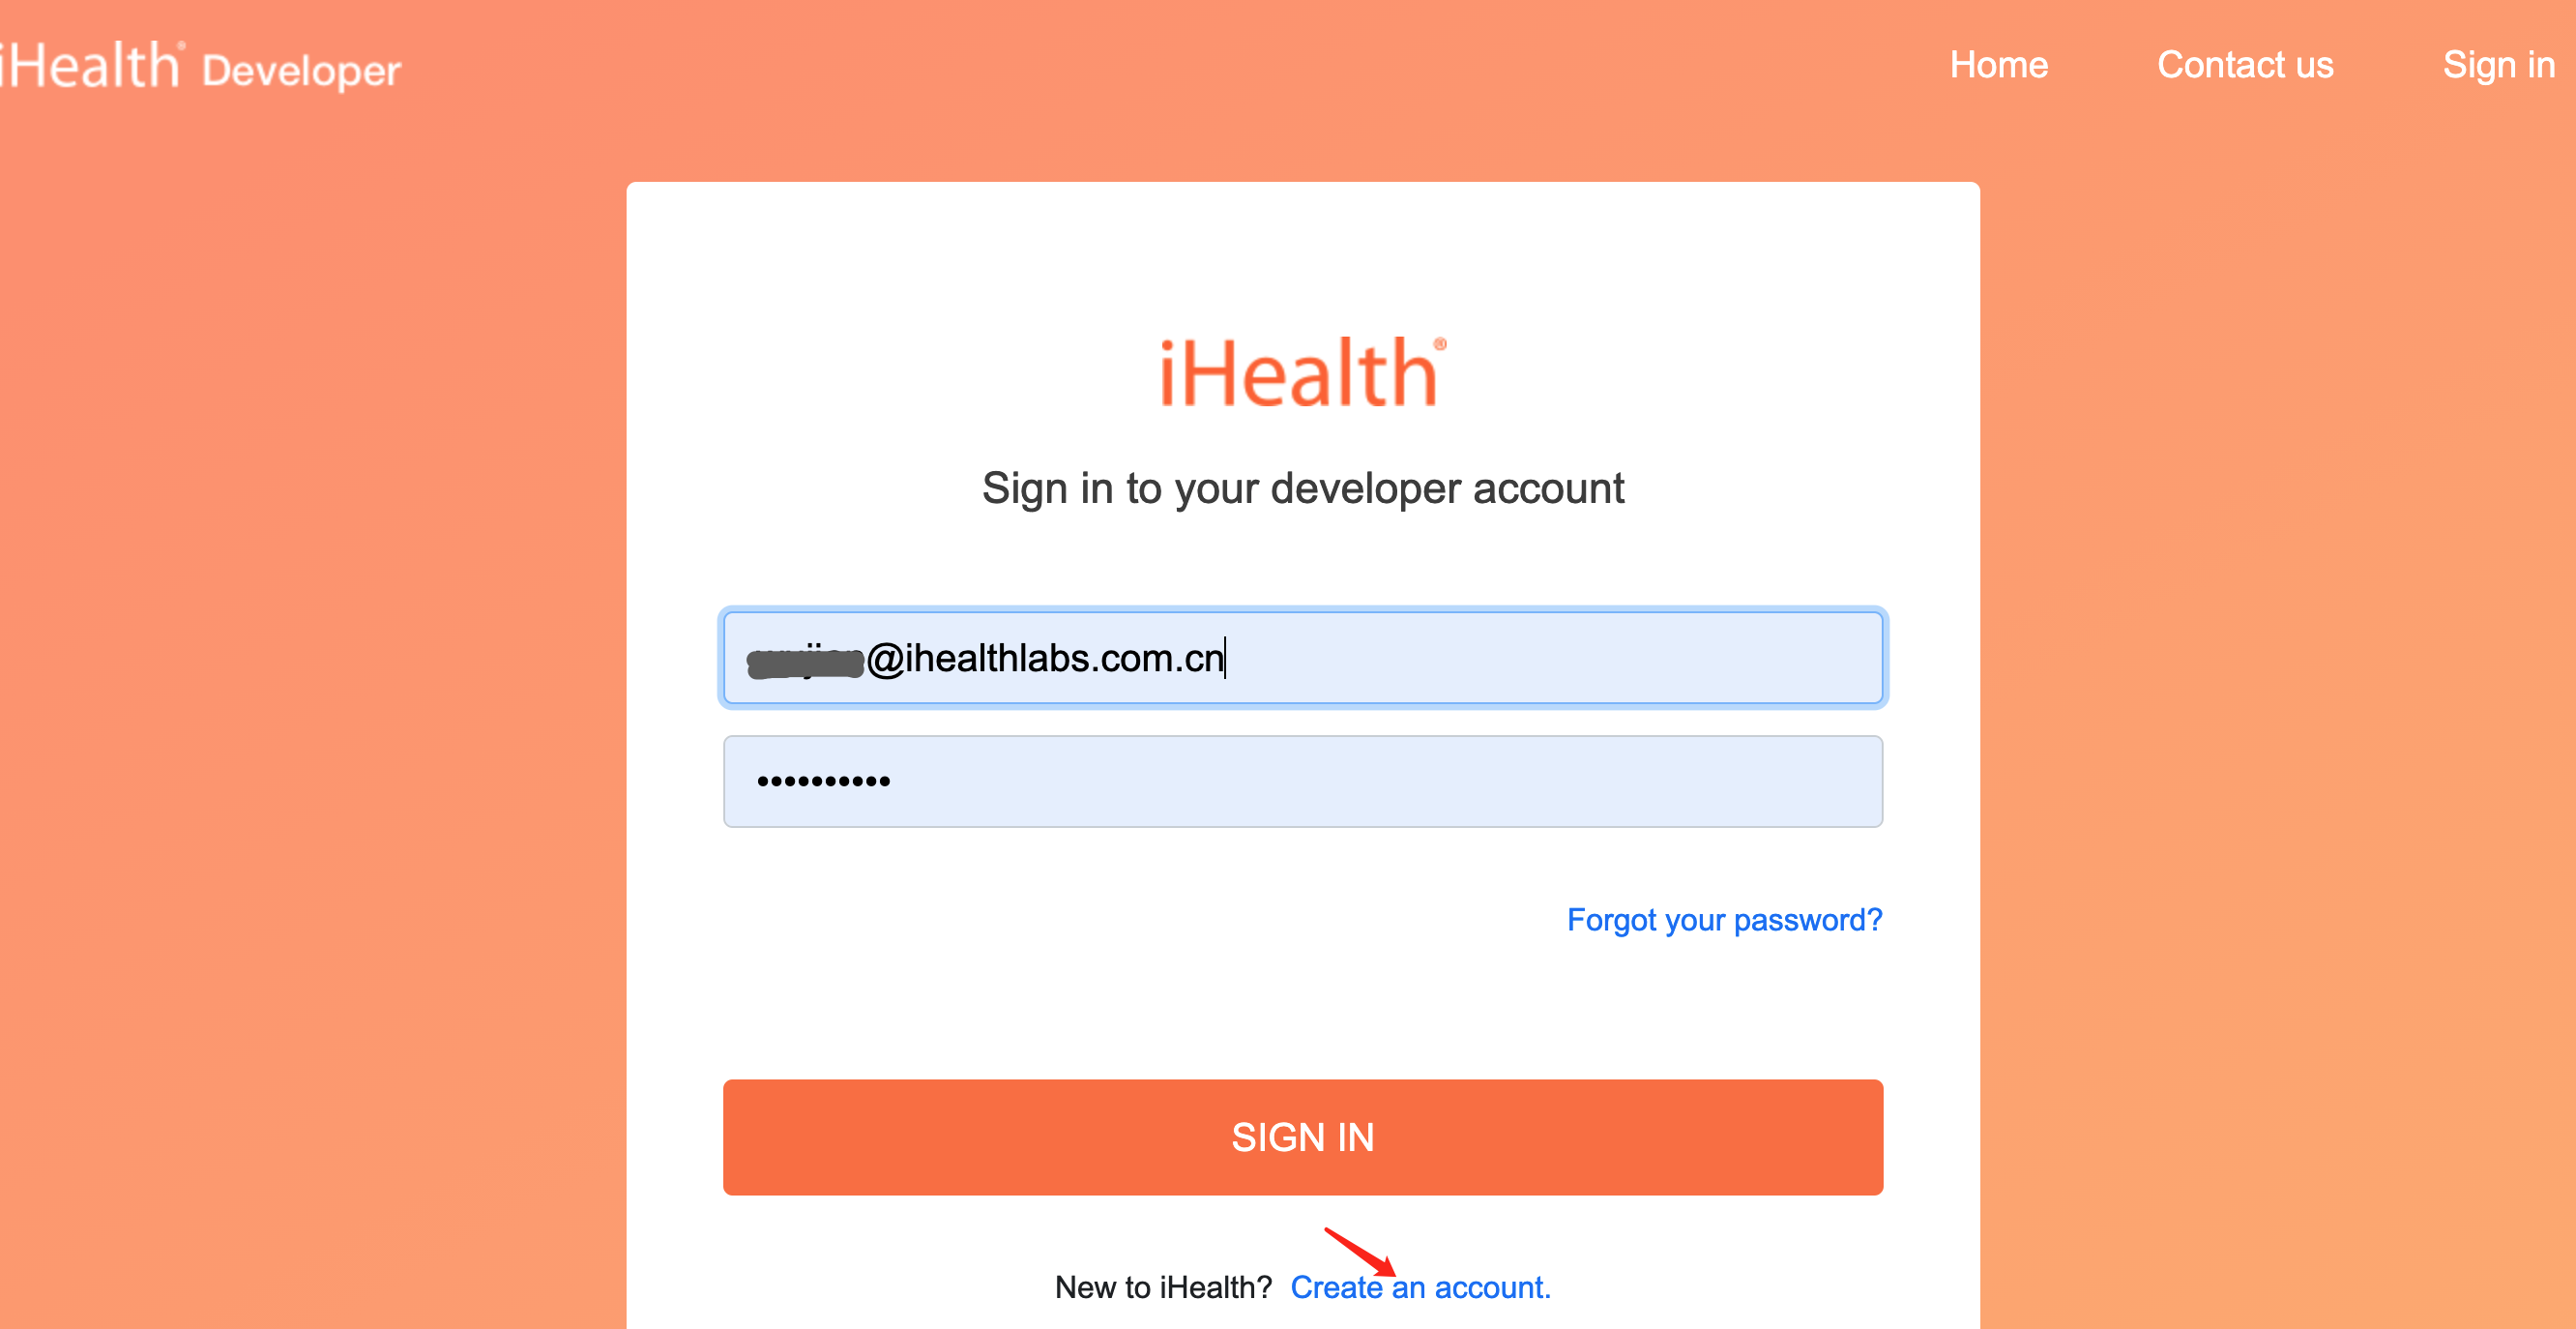 iHealth® Developer
Home
Contact us
Sign in
iHealth®
Sign in to your developer account
@ihealthlabs.com.cn
••••••••••
Forgot your password?
SIGN IN
New to iHealth? Create an account.